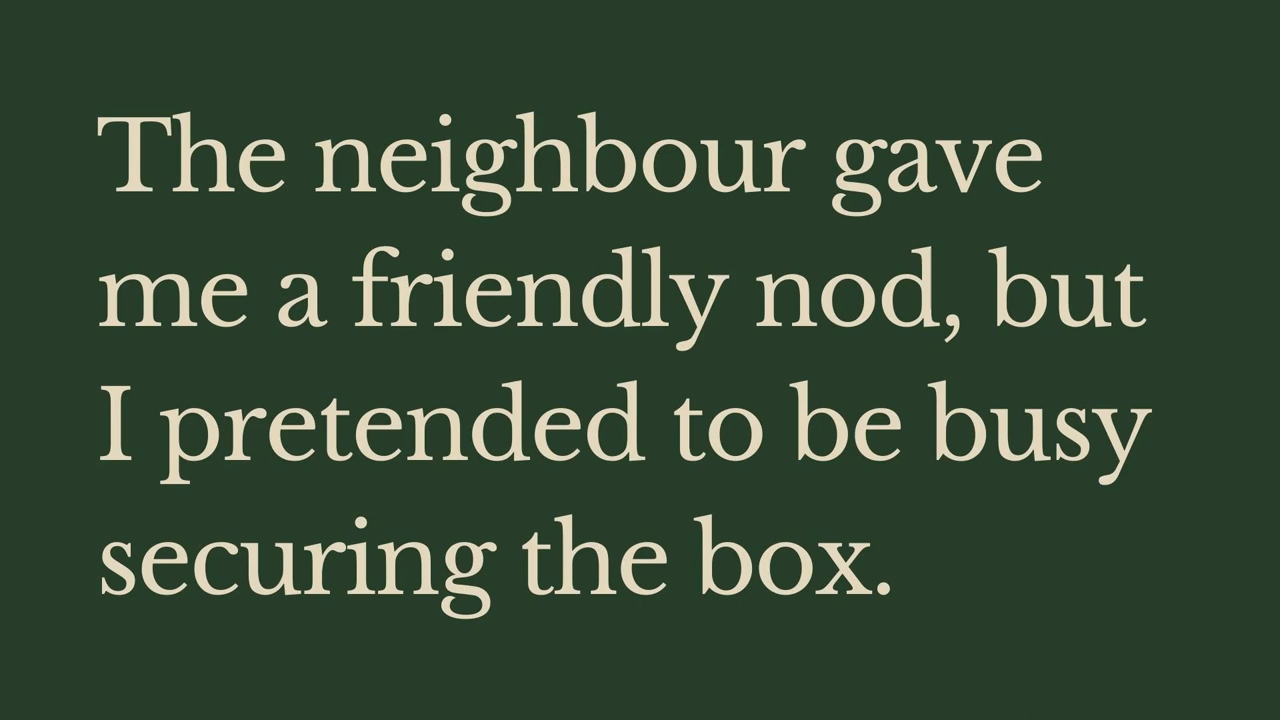 The neighbour gave
me a friendly nod, but
I pretended to be busy
securing the box.